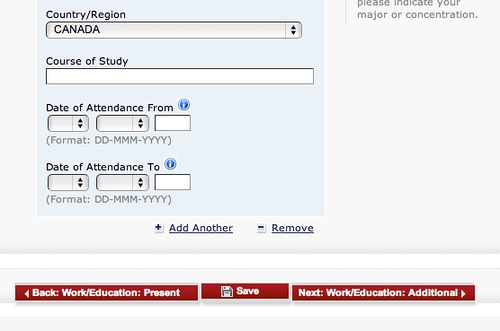 please indicate your
major or concentration.
Country/Region
CANADA
Course of Study
Date of Attendance From
(Format: DD-MMM-YYYY)
Date of Attendance To
(Format: DD-MMM-YYYY)
Add Another Remove
Back: Work/Education: Present Save Next: Work/Education: Additional